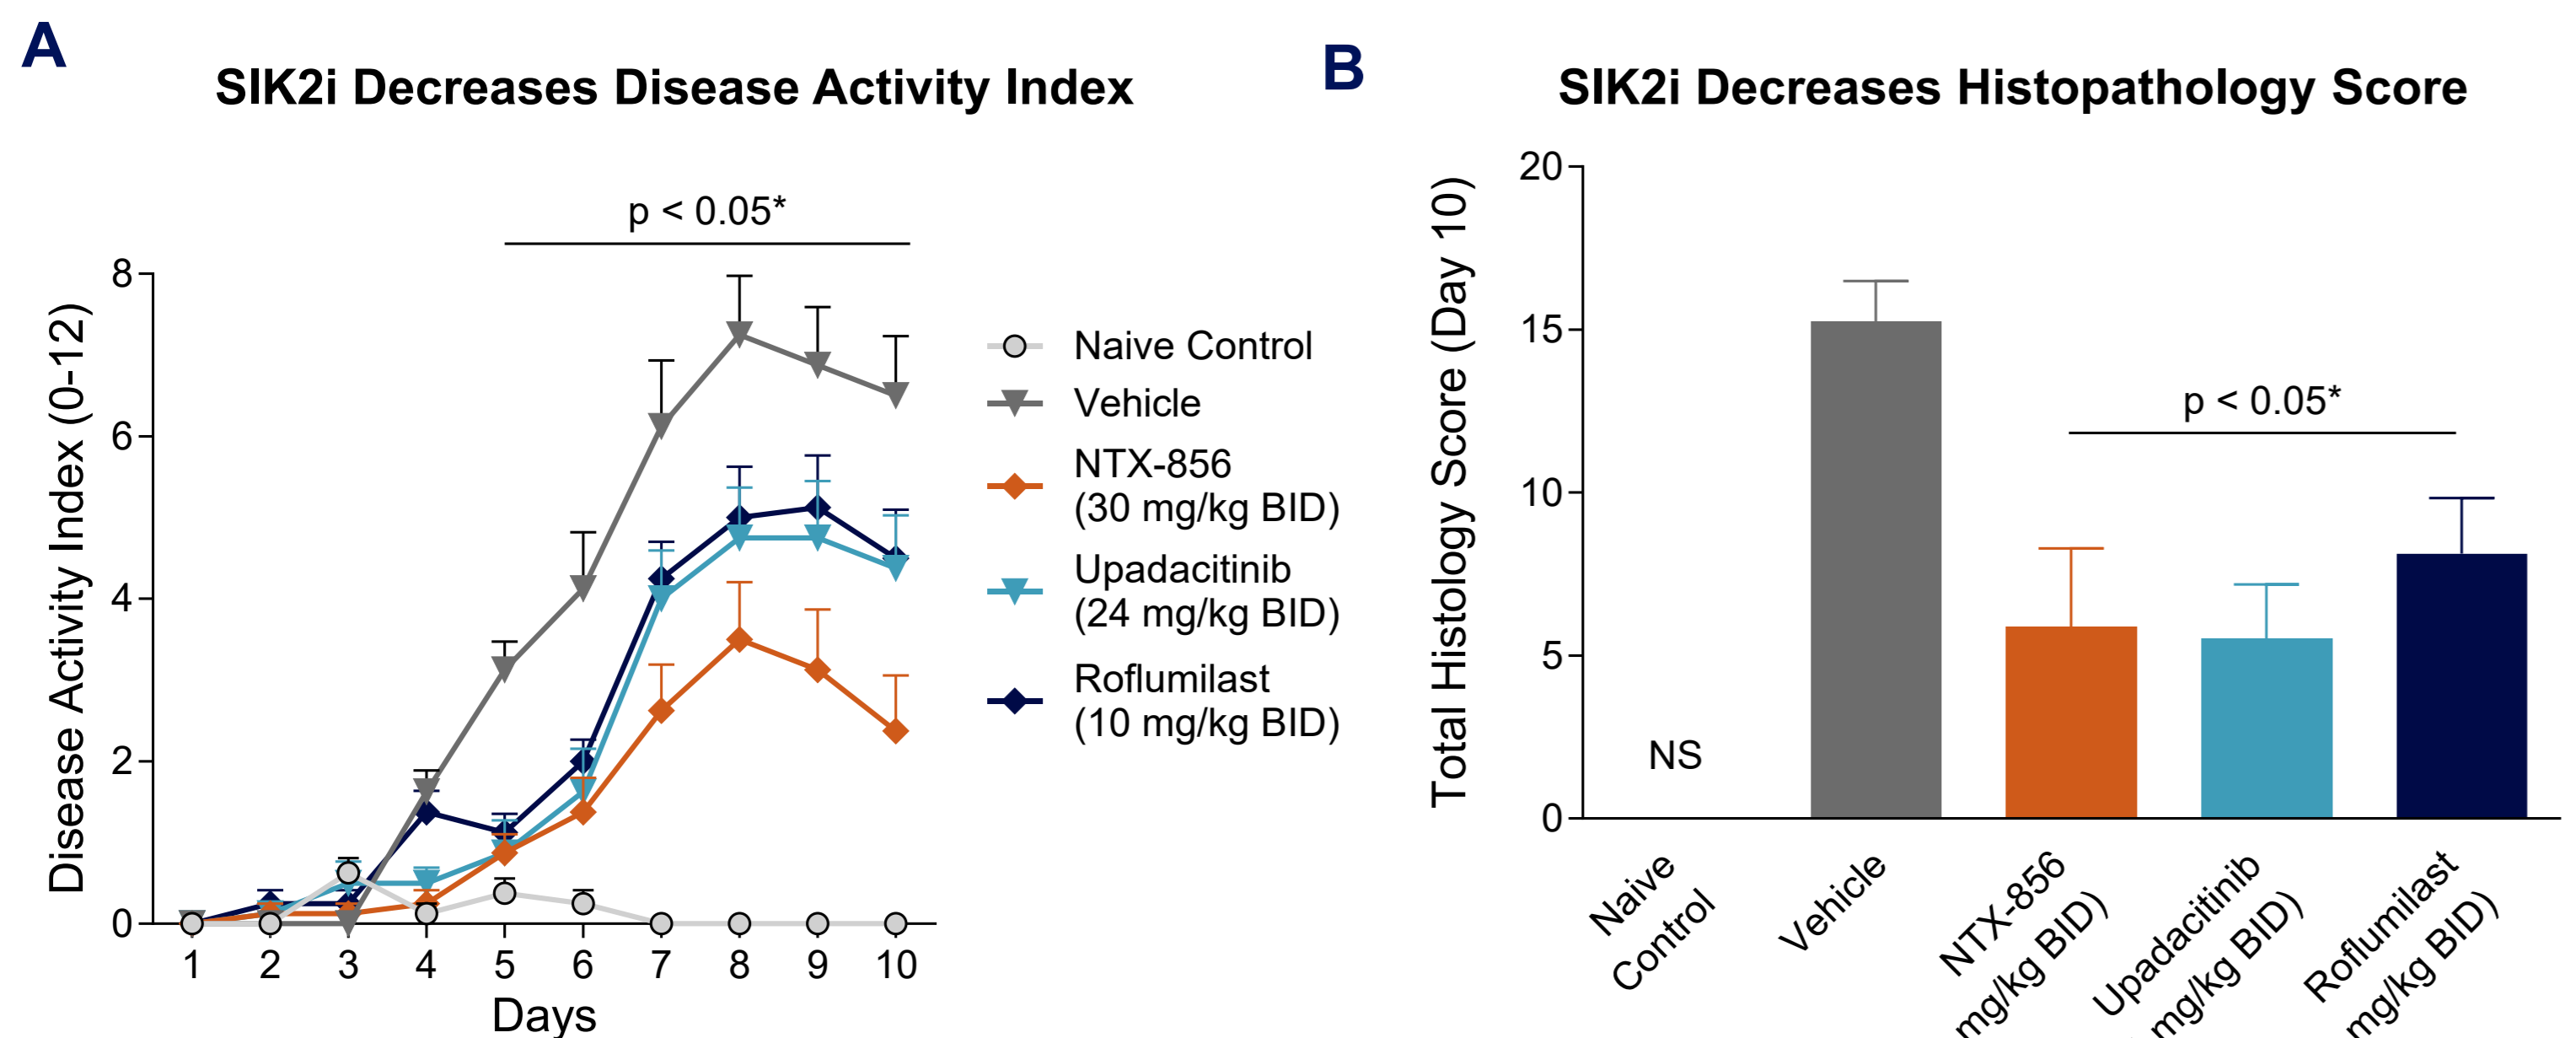 A
SIK2i Decreases Disease Activity Index
p < 0.05*
Disease Activity Index (0-12)
8
6
4
2
0
1 2 3 4 5 6 7 8 9 10
Days
Naive Control
Vehicle
NTX-856
(30 mg/kg BID)
Upadacitinib
(24 mg/kg BID)
Roflumilast
(10 mg/kg BID)
B
SIK2i Decreases Histopathology Score
Total Histology Score (Day 10)
20
15
10
5
0
NS
p < 0.05*
Naive
Control
Vehicle
NTX-856
mg/kg BID)
Upadacitinib
mg/kg BID)
Roflumilast
mg/kg BID)